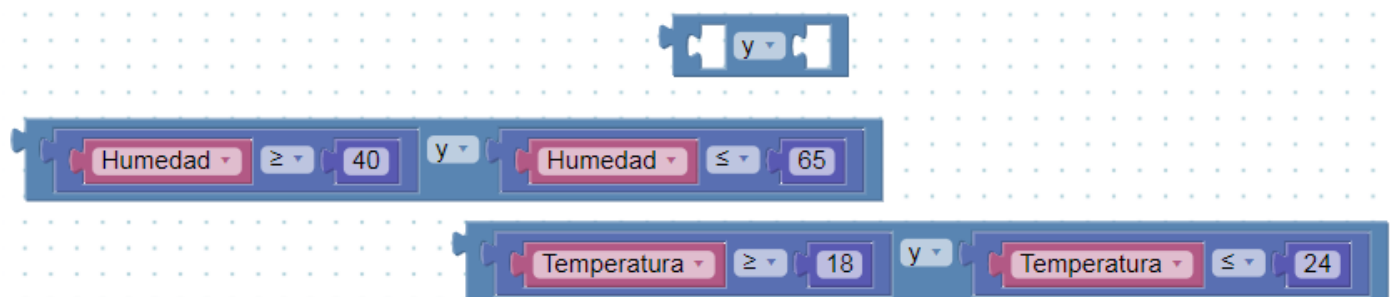 y
Humedad ≥ 40 y Humedad ≤ 65
Temperatura ≥ 18 y Temperatura ≤ 24